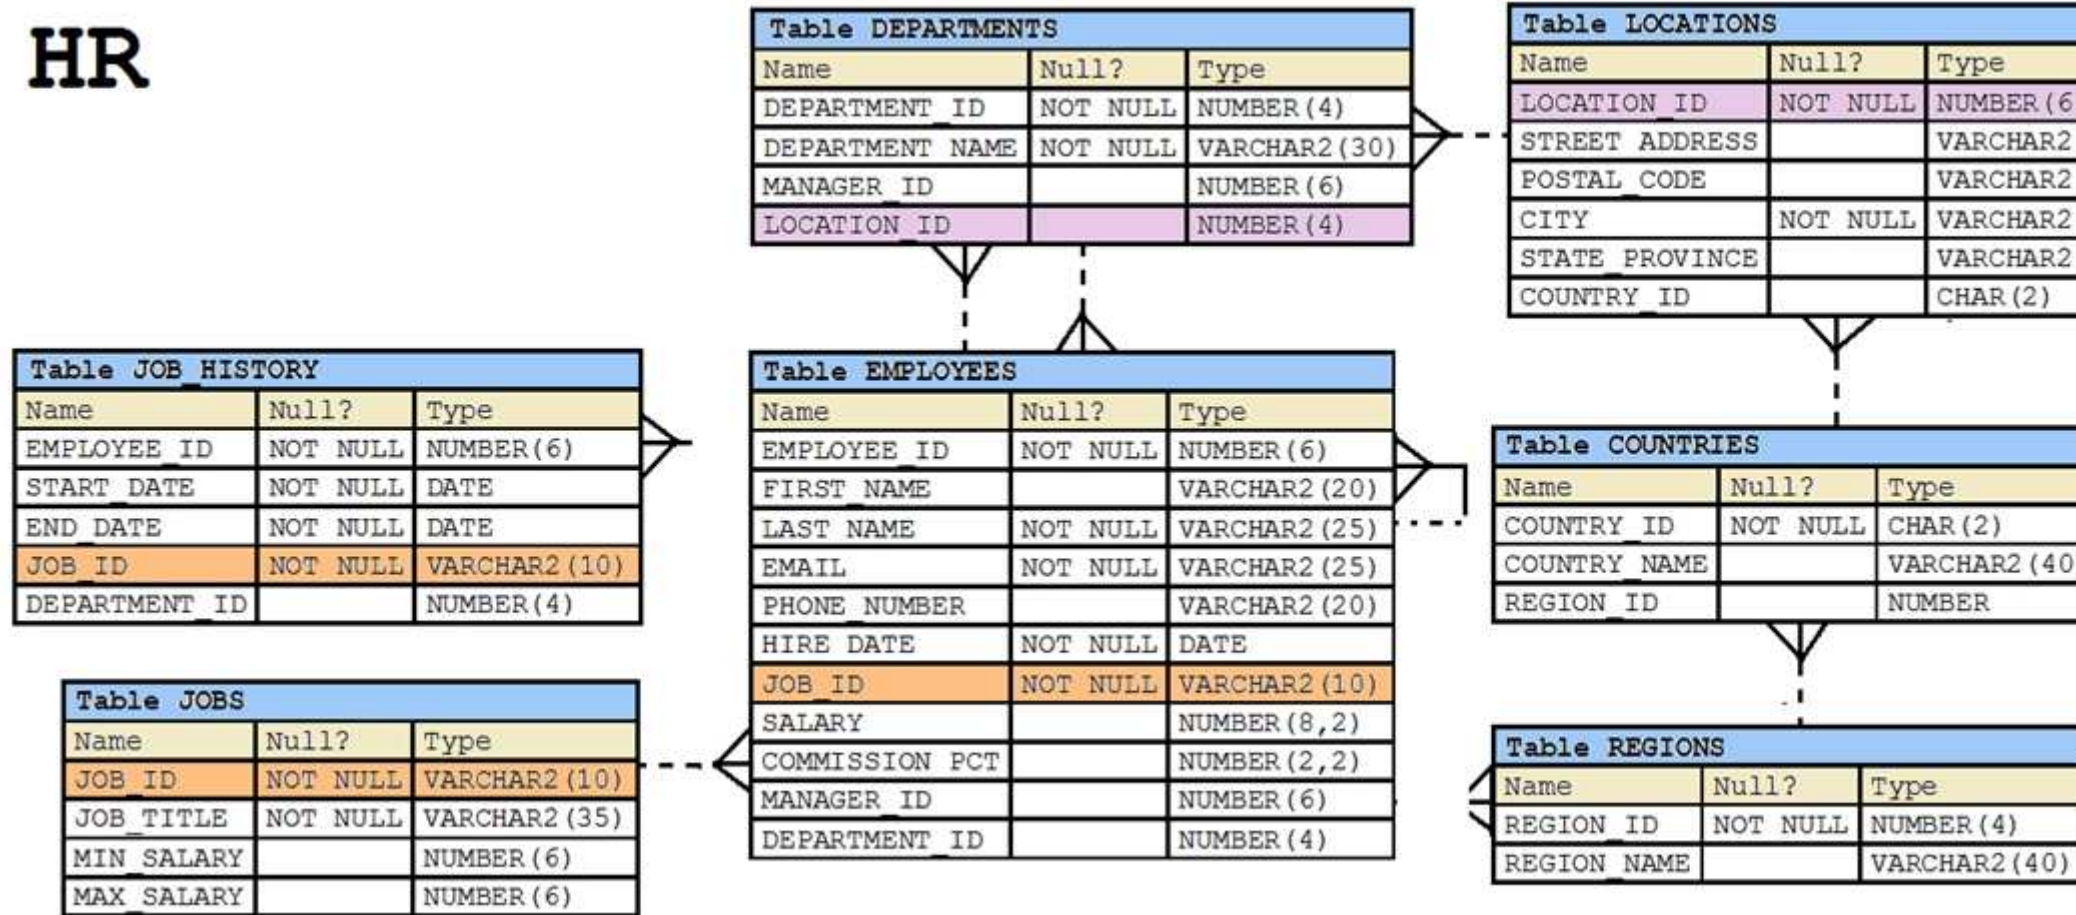 HR
Table DEPARTMENTS
Name Null? Type
DEPARTMENT_ID NOT NULL NUMBER(4)
DEPARTMENT_NAME NOT NULL VARCHAR2(30)
MANAGER_ID NUMBER(6)
LOCATION_ID NUMBER(4)
Table LOCATIONS
Name Null? Type
LOCATION_ID NOT NULL NUMBER(6
STREET_ADDRESS VARCHAR2
POSTAL_CODE VARCHAR2
CITY NOT NULL VARCHAR2
STATE_PROVINCE VARCHAR2
COUNTRY_ID CHAR(2)
Table JOB_HISTORY
Name Null? Type
EMPLOYEE_ID NOT NULL NUMBER(6)
START_DATE NOT NULL DATE
END_DATE NOT NULL DATE
JOB_ID NOT NULL VARCHAR2(10)
DEPARTMENT_ID NUMBER(4)
Table EMPLOYEES
Name Null? Type
EMPLOYEE_ID NOT NULL NUMBER(6)
FIRST_NAME VARCHAR2(20)
LAST_NAME NOT NULL VARCHAR2(25)
EMAIL NOT NULL VARCHAR2(25)
PHONE_NUMBER VARCHAR2(20)
HIRE_DATE NOT NULL DATE
JOB_ID NOT NULL VARCHAR2(10)
SALARY NUMBER(8,2)
COMMISSION_PCT NUMBER(2,2)
MANAGER_ID NUMBER(6)
DEPARTMENT_ID NUMBER(4)
Table COUNTRIES
Name Null? Type
COUNTRY_ID NOT NULL CHAR(2)
COUNTRY_NAME VARCHAR2(40
REGION_ID NUMBER
Table JOBS
Name Null? Type
JOB_ID NOT NULL VARCHAR2(10)
JOB_TITLE NOT NULL VARCHAR2(35)
MIN_SALARY NUMBER(6)
MAX_SALARY NUMBER(6)
Table REGIONS
Name Null? Type
REGION_ID NOT NULL NUMBER(4)
REGION_NAME VARCHAR2(40)